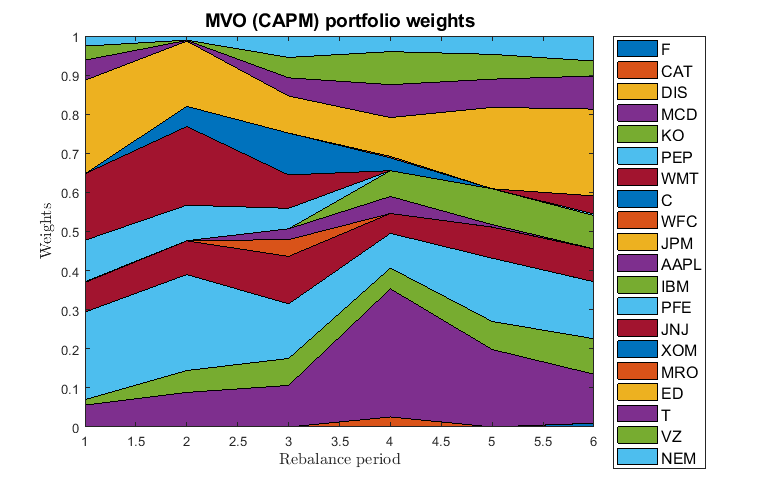 MVO (CAPM) portfolio weights
Weights
1
0.9
0.8
0.7
0.6
0.5
0.4
0.3
0.2
0.1
0
1 1.5 2 2.5 3 3.5 4 4.5 5 5.5 6
Rebalance period
F
CAT
DIS
MCD
KO
PEP
WMT
C
WFC
JPM
AAPL
IBM
PFE
JNJ
XOM
MRO
ED
T
VZ
NEM